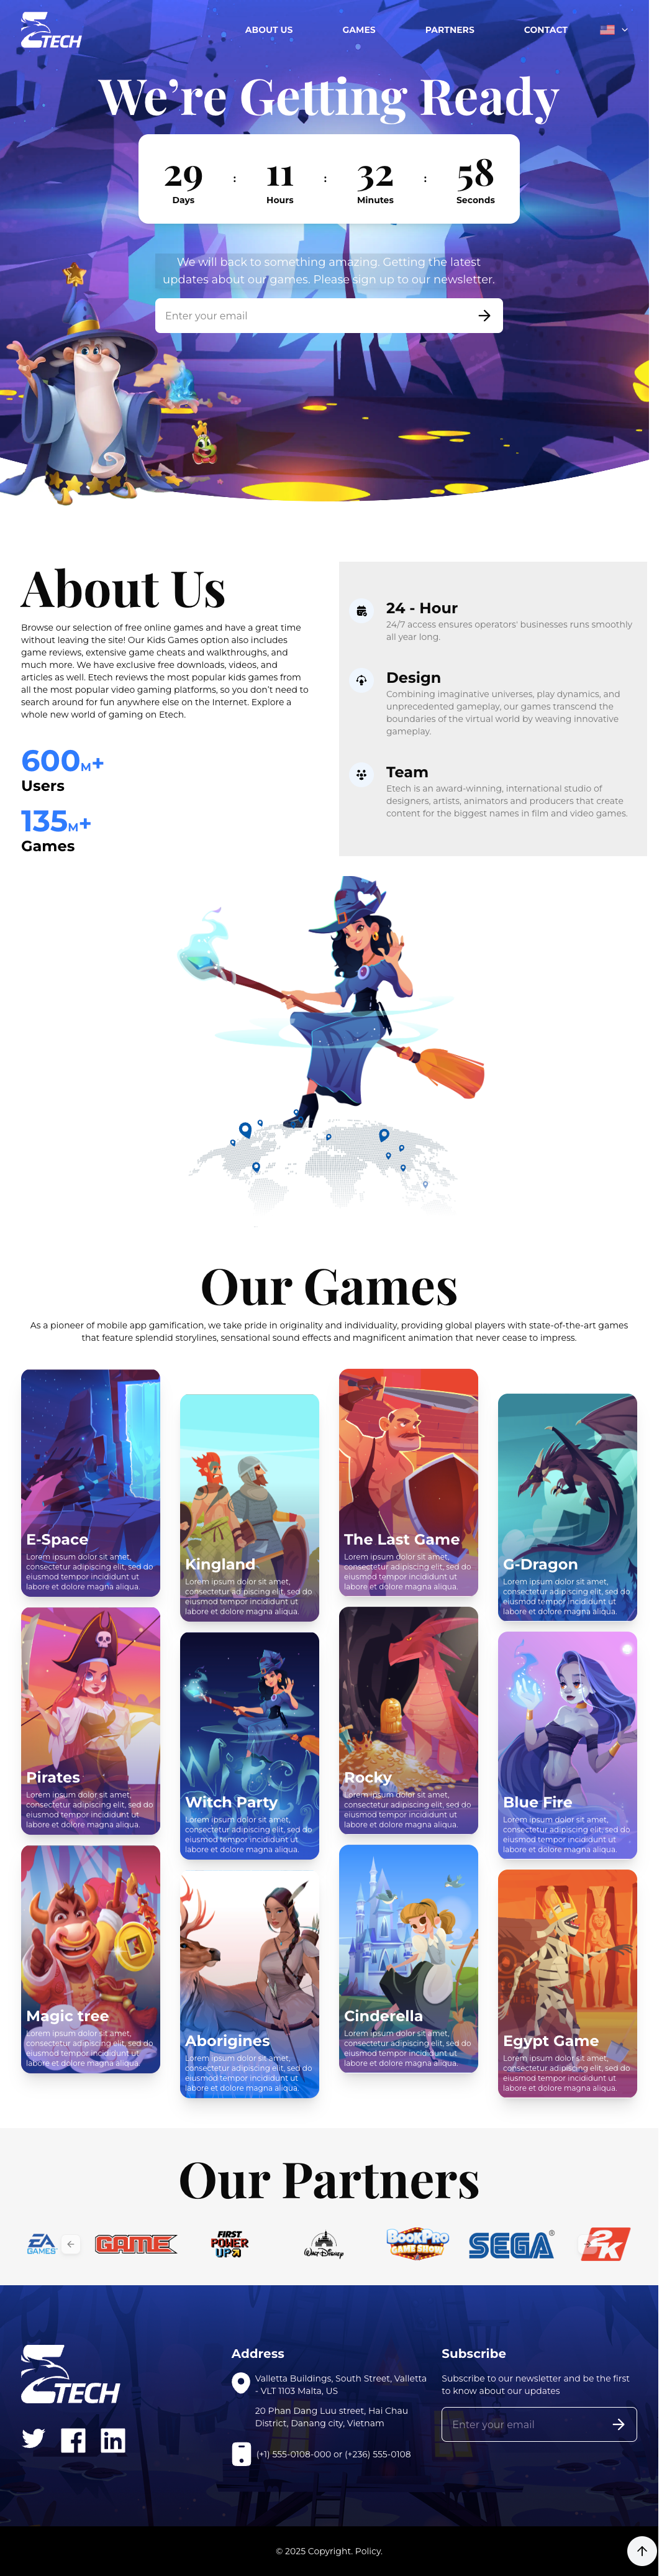 ETECH
ABOUT US
GAMES
PARTNERS
CONTACT
We're Getting Ready
29 : 11 : 32 : 58
Days Hours Minutes Seconds
We will back to something amazing. Getting the latest
updates about our games. Please sign up to our newsletter.
Enter your email
About Us
Browse our selection of free online games and have a great time
without leaving the site! Our Kids Games option also includes
game reviews, extensive game cheats and walkthroughs, and
much more. We have exclusive free downloads, videos, and
articles as well. Etech reviews the most popular kids games from
all the most popular video gaming platforms, so you don't need to
search around for fun anywhere else on the Internet. Explore a
whole new world of gaming on Etech.
600M+
Users
135M+
Games
24 - Hour
24/7 access ensures operators' businesses runs smoothly
all year long.
Design
Combining imaginative universes, play dynamics, and
unprecedented gameplay, our games transcend the
boundaries of the virtual world by weaving innovative
gameplay.
Team
Etech is an award-winning, international studio of
designers, artists, animators and producers that create
content for the biggest names in film and video games.
Our Games
As a pioneer of mobile app gamification, we take pride in originality and individuality, providing global players with state-of-the-art games
that feature splendid storylines, sensational sound effects and magnificent animation that never cease to impress.
E-Space
Lorem ipsum dolor sit amet,
consectetur adipiscing elit, sed do
eiusmod tempor incididunt ut
labore et dolore magna aliqua.
Kingland
Lorem ipsum dolor sit amet,
consectetur adipiscing elit, sed do
eiusmod tempor incididunt ut
labore et dolore magna aliqua.
The Last Game
Lorem ipsum dolor sit amet,
consectetur adipiscing elit, sed do
eiusmod tempor incididunt ut
labore et dolore magna aliqua.
G-Dragon
Lorem ipsum dolor sit amet,
consectetur adipiscing elit, sed do
eiusmod tempor incididunt ut
labore et dolore magna aliqua.
Pirates
Lorem ipsum dolor sit amet,
consectetur adipiscing elit, sed do
eiusmod tempor incididunt ut
labore et dolore magna aliqua.
Witch Party
Lorem ipsum dolor sit amet,
consectetur adipiscing elit, sed do
eiusmod tempor incididunt ut
labore et dolore magna aliqua.
Rocky
Lorem ipsum dolor sit amet,
consectetur adipiscing elit, sed do
eiusmod tempor incididunt ut
labore et dolore magna aliqua.
Blue Fire
Lorem ipsum dolor sit amet,
consectetur adipiscing elit, sed do
eiusmod tempor incididunt ut
labore et dolore magna aliqua.
Magic tree
Lorem ipsum dolor sit amet,
consectetur adipiscing elit, sed do
eiusmod tempor incididunt ut
labore et dolore magna aliqua.
Aborigines
Lorem ipsum dolor sit amet,
consectetur adipiscing elit, sed do
eiusmod tempor incididunt ut
labore et dolore magna aliqua.
Cinderella
Lorem ipsum dolor sit amet,
consectetur adipiscing elit, sed do
eiusmod tempor incididunt ut
labore et dolore magna aliqua.
Egypt Game
Lorem ipsum dolor sit amet,
consectetur adipiscing elit, sed do
eiusmod tempor incididunt ut
labore et dolore magna aliqua.
Our Partners
EA
GAMES
GAME
FIRST
POWER
UP
WALT DISNEY
BOOKPRO
GAME SHOW
SEGA®
2K
ETECH
Address
Valletta Buildings, South Street, Valletta
- VLT 1103 Malta, US
20 Phan Dang Luu street, Hai Chau
District, Danang city, Vietnam
(+1) 555-0108-000 or (+236) 555-0108
Subscribe
Subscribe to our newsletter and be the first
to know about our updates
Enter your email
© 2025 Copyright. Policy.